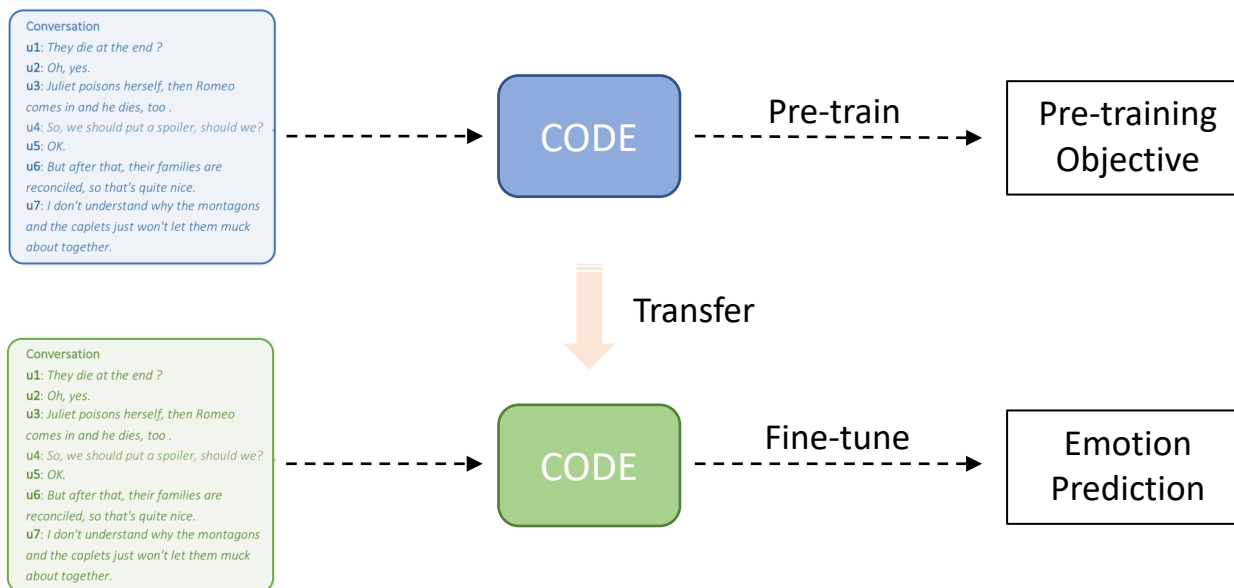 Conversation
u1: They die at the end ?
u2: Oh, yes.
u3: Juliet poisons herself, then Romeo
comes in and he dies, too .
u4: So, we should put a spoiler, should we? .
u5: OK.
u6: But after that, their families are
reconciled, so that's quite nice.
u7: I don't understand why the montagons
and the caplets just won't let them muck
about together.
CODE
Pre-train
Pre-training
Objective
Transfer
Conversation
u1: They die at the end ?
u2: Oh, yes.
u3: Juliet poisons herself, then Romeo
comes in and he dies, too .
u4: So, we should put a spoiler, should we? .
u5: OK.
u6: But after that, their families are
reconciled, so that's quite nice.
u7: I don't understand why the montagons
and the caplets just won't let them muck
about together.
CODE
Fine-tune
Emotion
Prediction